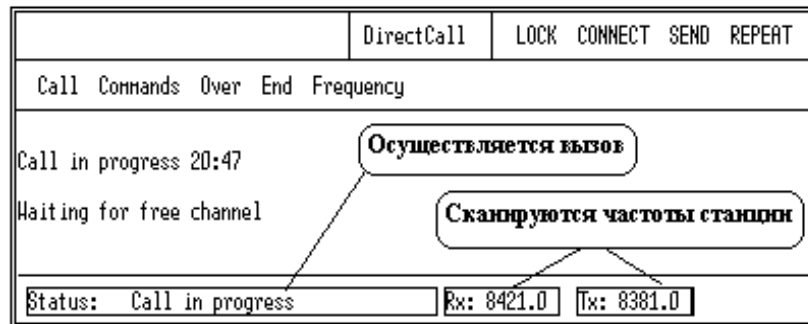 DirectCall LOCK CONNECT SEND REPEAT
Call Commands Over End Frequency
Осуществляется вызов
Call in progress 20:47
Waiting for free channel
Сканируются частоты станции
Status: Call in progress Rx: 8421.0 Tx: 8381.0